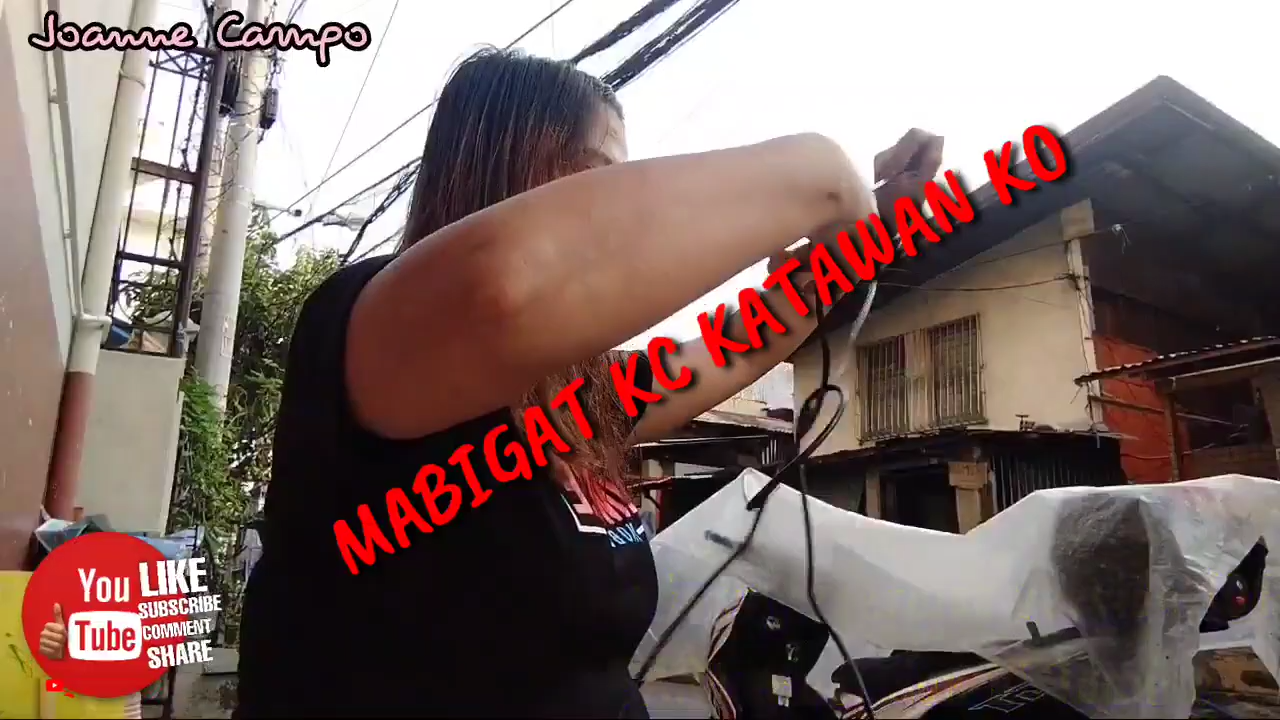 Joanne Campo
MABIGAT KC KATAWAN KO
You
Tube
LIKE
SUBSCRIBE
COMMENT
SHARE